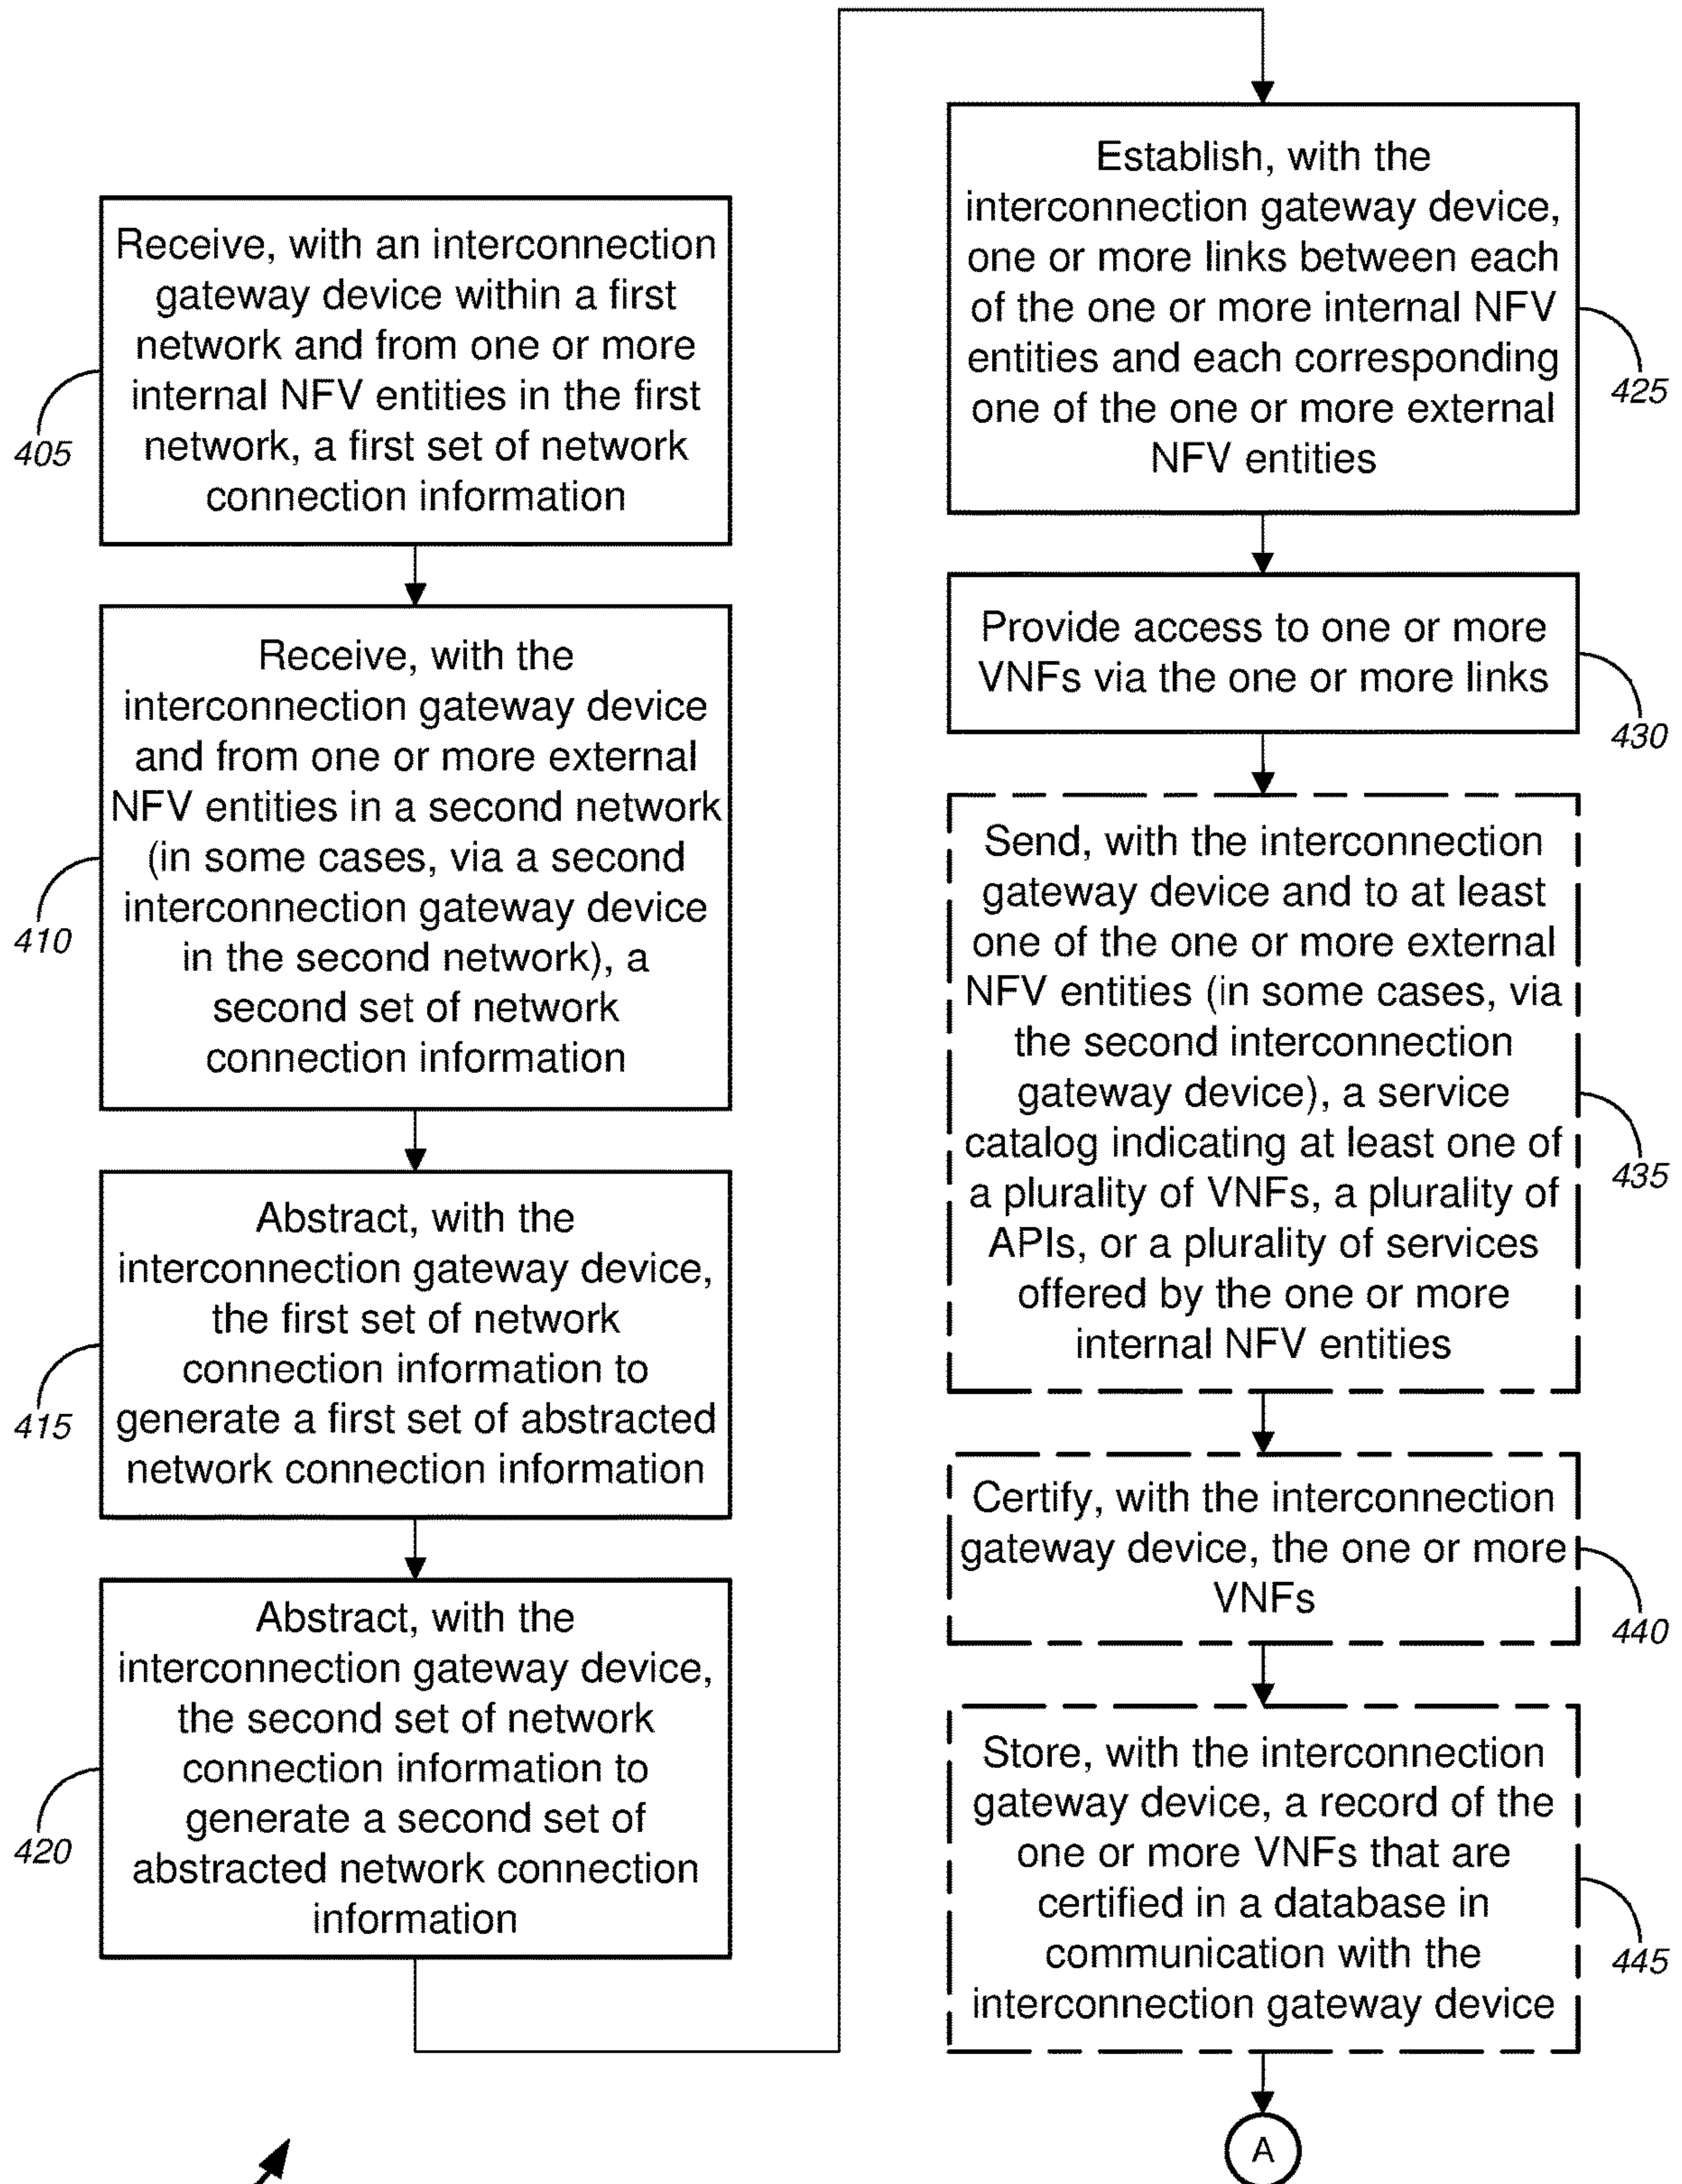 Receive, with an interconnection
gateway device within a first
network and from one or more
internal NFV entities in the first
network, a first set of network
connection information
405
Receive, with the
interconnection gateway device
and from one or more external
NFV entities in a second network
(in some cases, via a second
interconnection gateway device
in the second network), a
second set of network
connection information
410
Abstract, with the
interconnection gateway device,
the first set of network
connection information to
generate a first set of abstracted
network connection information
415
Abstract, with the
interconnection gateway device,
the second set of network
connection information to
generate a second set of
abstracted network connection
information
420
Establish, with the
interconnection gateway device,
one or more links between each
of the one or more internal NFV
entities and each corresponding
one of the one or more external
NFV entities
425
Provide access to one or more
VNFs via the one or more links
430
Send, with the interconnection
gateway device and to at least
one of the one or more external
NFV entities (in some cases, via
the second interconnection
gateway device), a service
catalog indicating at least one of
a plurality of VNFs, a plurality of
APIs, or a plurality of services
offered by the one or more
internal NFV entities
435
Certify, with the interconnection
gateway device, the one or more
VNFs
440
Store, with the interconnection
gateway device, a record of the
one or more VNFs that are
certified in a database in
communication with the
interconnection gateway device
445
A